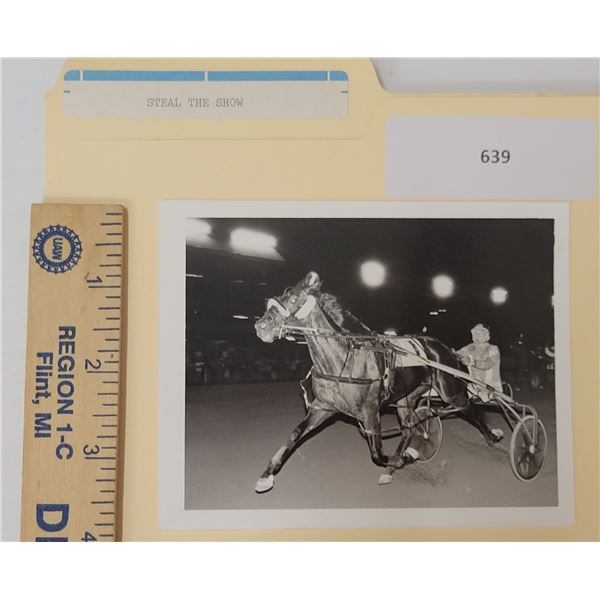 STEAL THE SHOW
639
UAW
1
2
3
4
REGION 1-C
Flint, MI